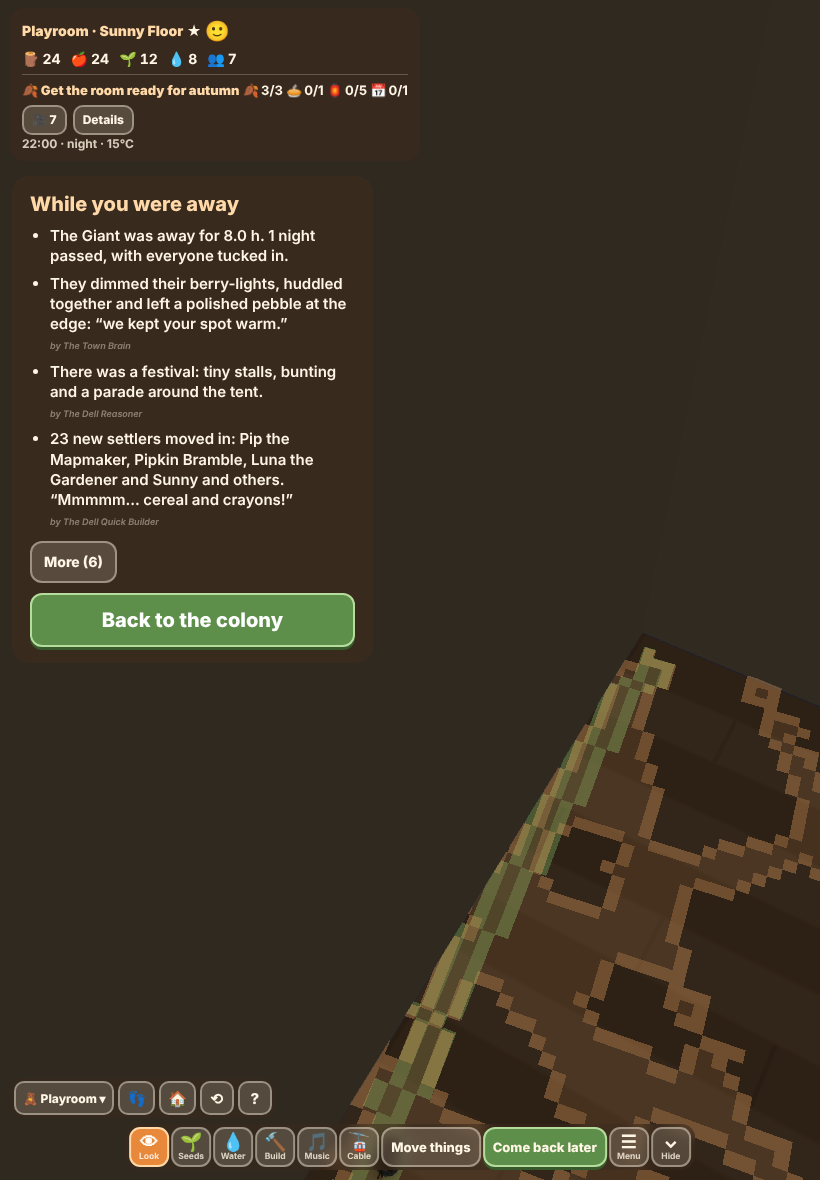 Playroom · Sunny Floor ★ 🙂
🪵 24 🍎 24 🌱 12 💧 8 👥 7
🍂 Get the room ready for autumn 🍂 3/3 🥧 0/1 🏮 0/5 📅 0/1
7 Details
22:00 · night · 15°C
While you were away
• The Giant was away for 8.0 h. 1 night
passed, with everyone tucked in.
• They dimmed their berry-lights, huddled
together and left a polished pebble at the
edge: “we kept your spot warm.”
by The Town Brain
• There was a festival: tiny stalls, bunting
and a parade around the tent.
by The Dell Reasoner
• 23 new settlers moved in: Pip the
Mapmaker, Pipkin Bramble, Luna the
Gardener and Sunny and others.
“Mmmmm... cereal and crayons!”
by The Dell Quick Builder
More (6)
Back to the colony
🧸 Playroom ▾ 👣 🏠 ⟲ ?
Look Seeds Water Build Music Cable Move things Come back later Menu Hide